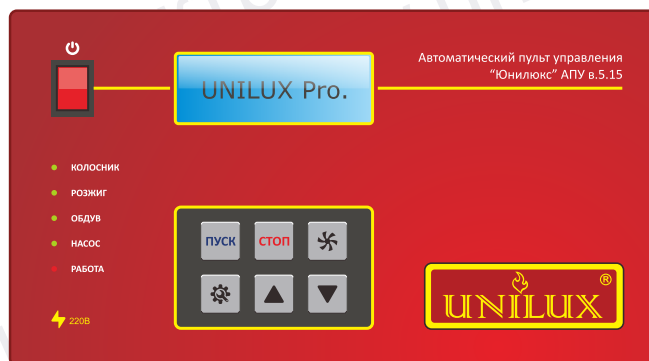 UNILUX Pro.
Автоматический пульт управления
“Юнилюкс” АПУ в.5.15
КОЛОСНИК
РОЗЖИГ
ОБДУВ
НАСОС
РАБОТА
220В
ПУСК
СТОП
UNILUX ®